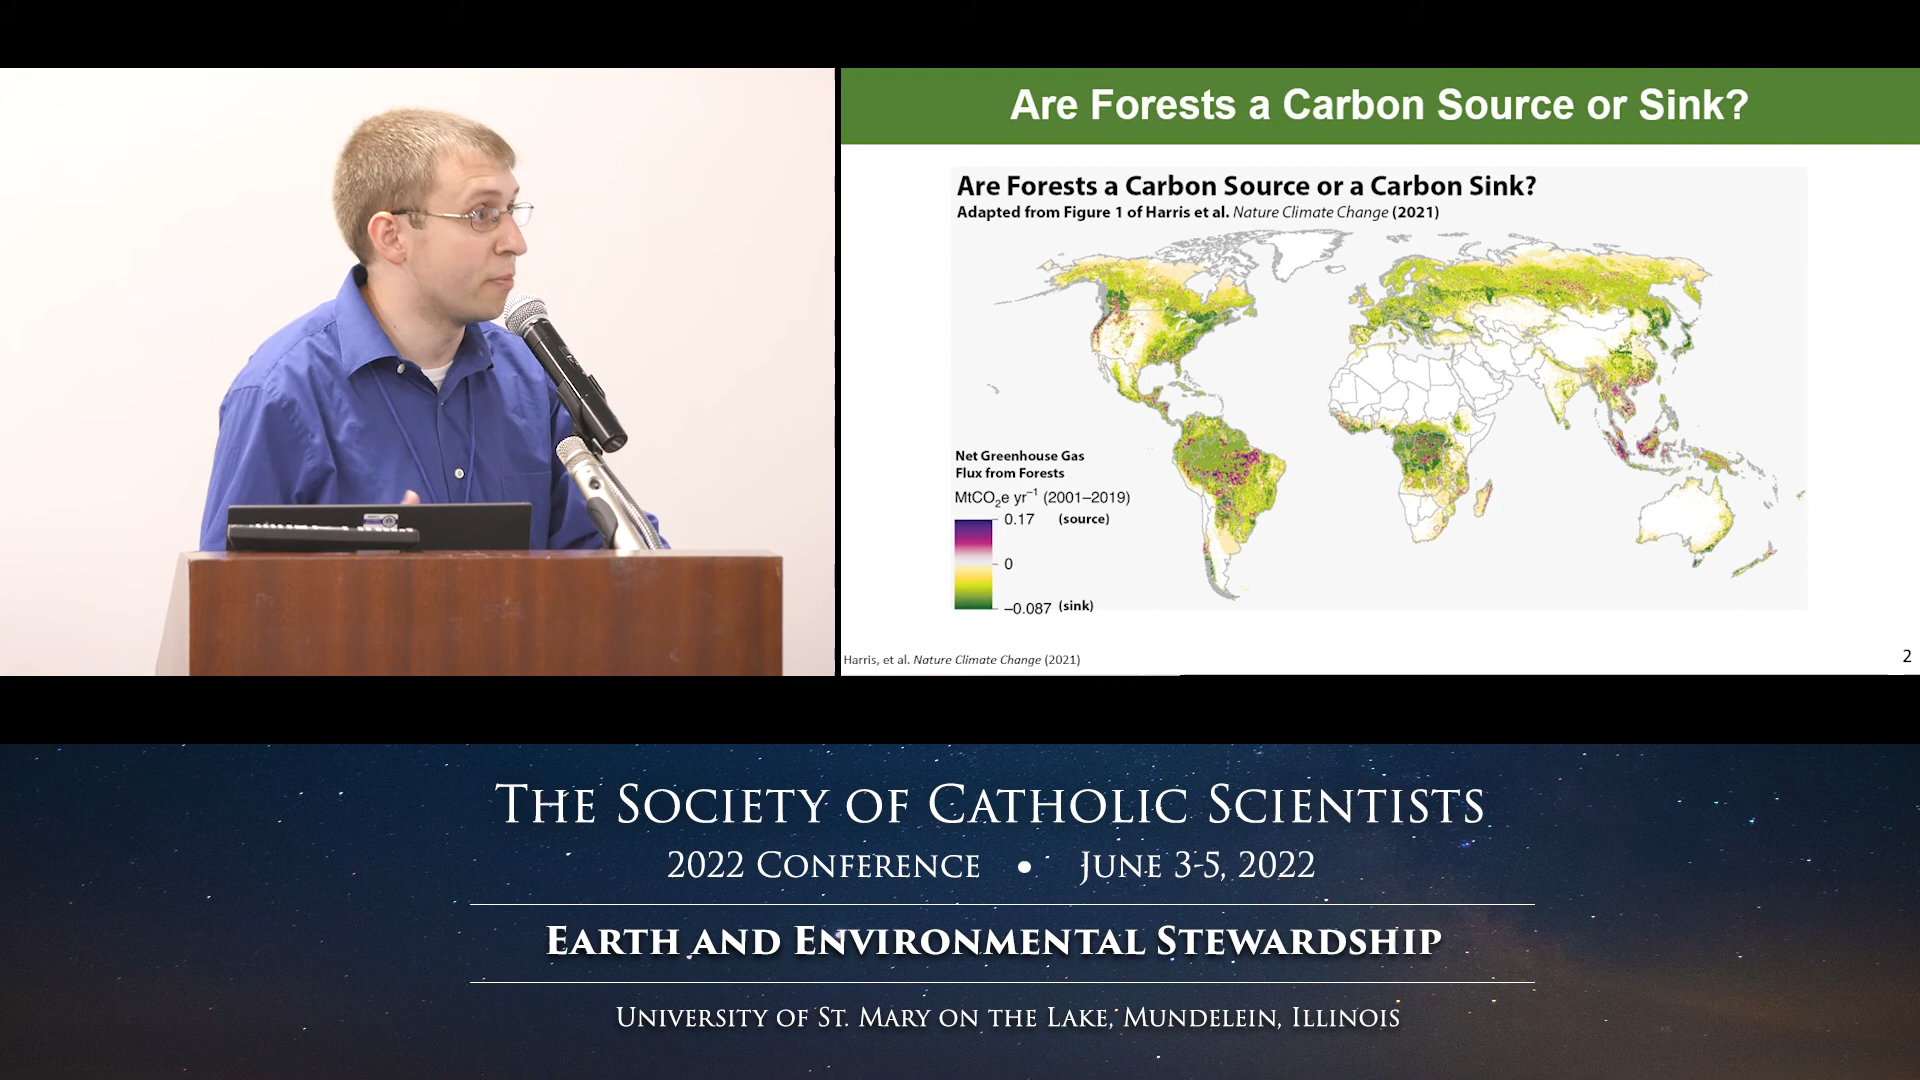 Are Forests a Carbon Source or Sink?
Are Forests a Carbon Source or a Carbon Sink?
Adapted from Figure 1 of Harris et al. Nature Climate Change (2021)
Net Greenhouse Gas
Flux from Forests
MtCO₂e yr⁻¹ (2001–2019)
0.17 (source)
0
–0.087 (sink)
Harris, et al. Nature Climate Change (2021)
2
The Society of Catholic Scientists
2022 Conference • June 3-5, 2022
Earth and Environmental Stewardship
University of St. Mary on the Lake, Mundelein, Illinois